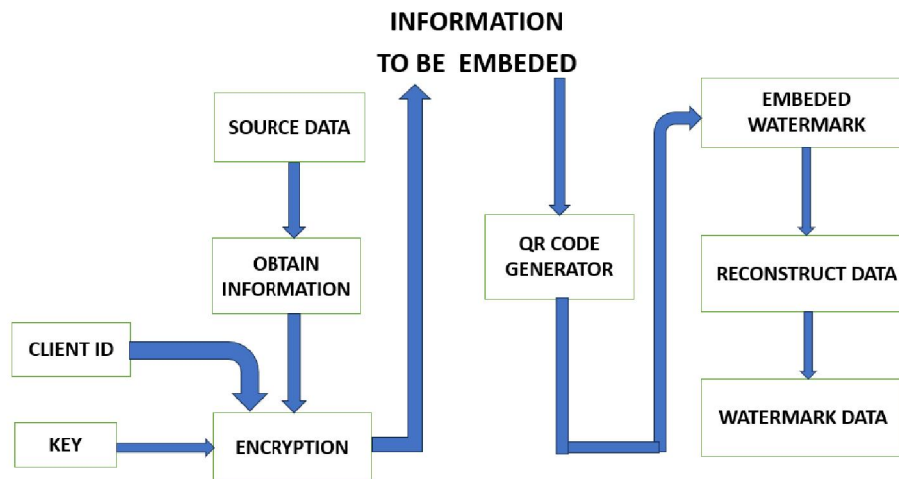 INFORMATION
TO BE EMBEDED
SOURCE DATA
OBTAIN
INFORMATION
CLIENT ID
KEY
ENCRYPTION
QR CODE
GENERATOR
EMBEDED
WATERMARK
RECONSTRUCT DATA
WATERMARK DATA